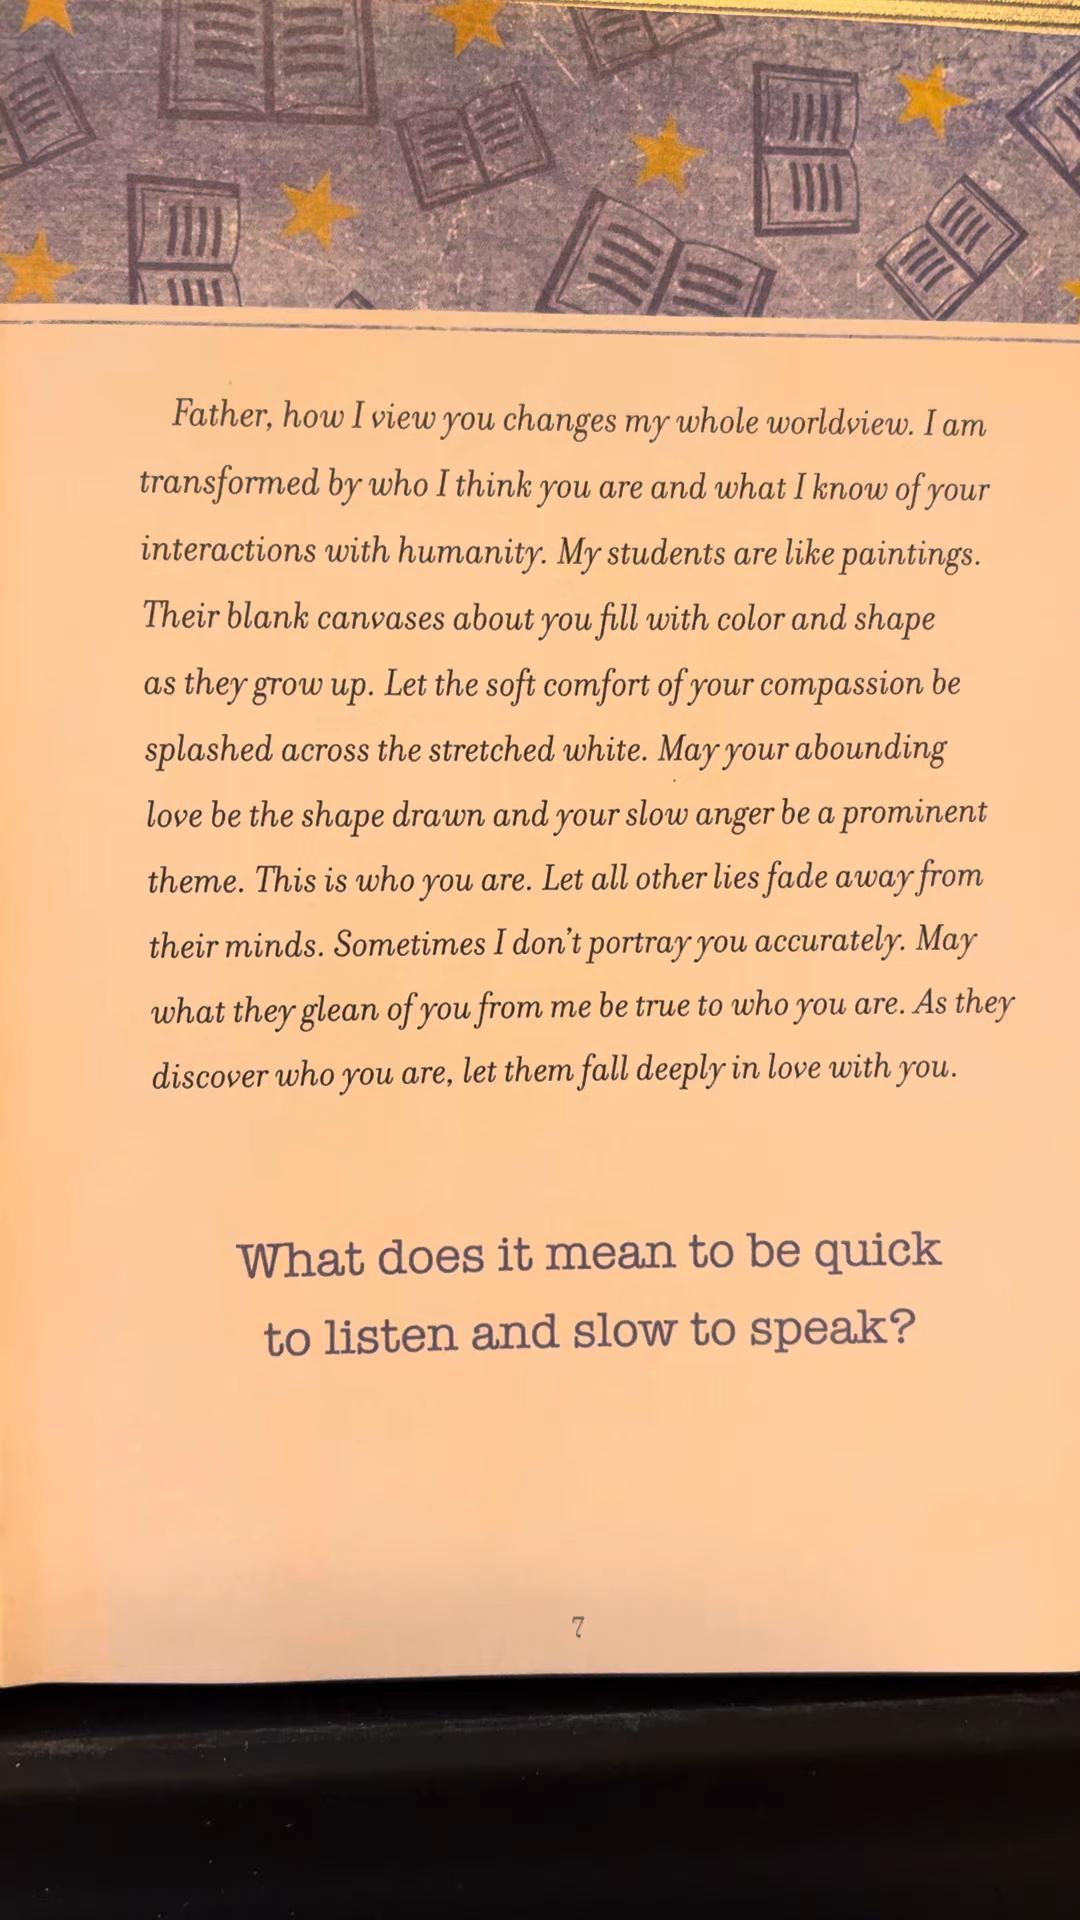 Father, how I view you changes my whole worldview. I am
transformed by who I think you are and what I know of your
interactions with humanity. My students are like paintings.
Their blank canvases about you fill with color and shape
as they grow up. Let the soft comfort of your compassion be
splashed across the stretched white. May your abounding
love be the shape drawn and your slow anger be a prominent
theme. This is who you are. Let all other lies fade away from
their minds. Sometimes I don't portray you accurately. May
what they glean of you from me be true to who you are. As they
discover who you are, let them fall deeply in love with you.
What does it mean to be quick
to listen and slow to speak?
7